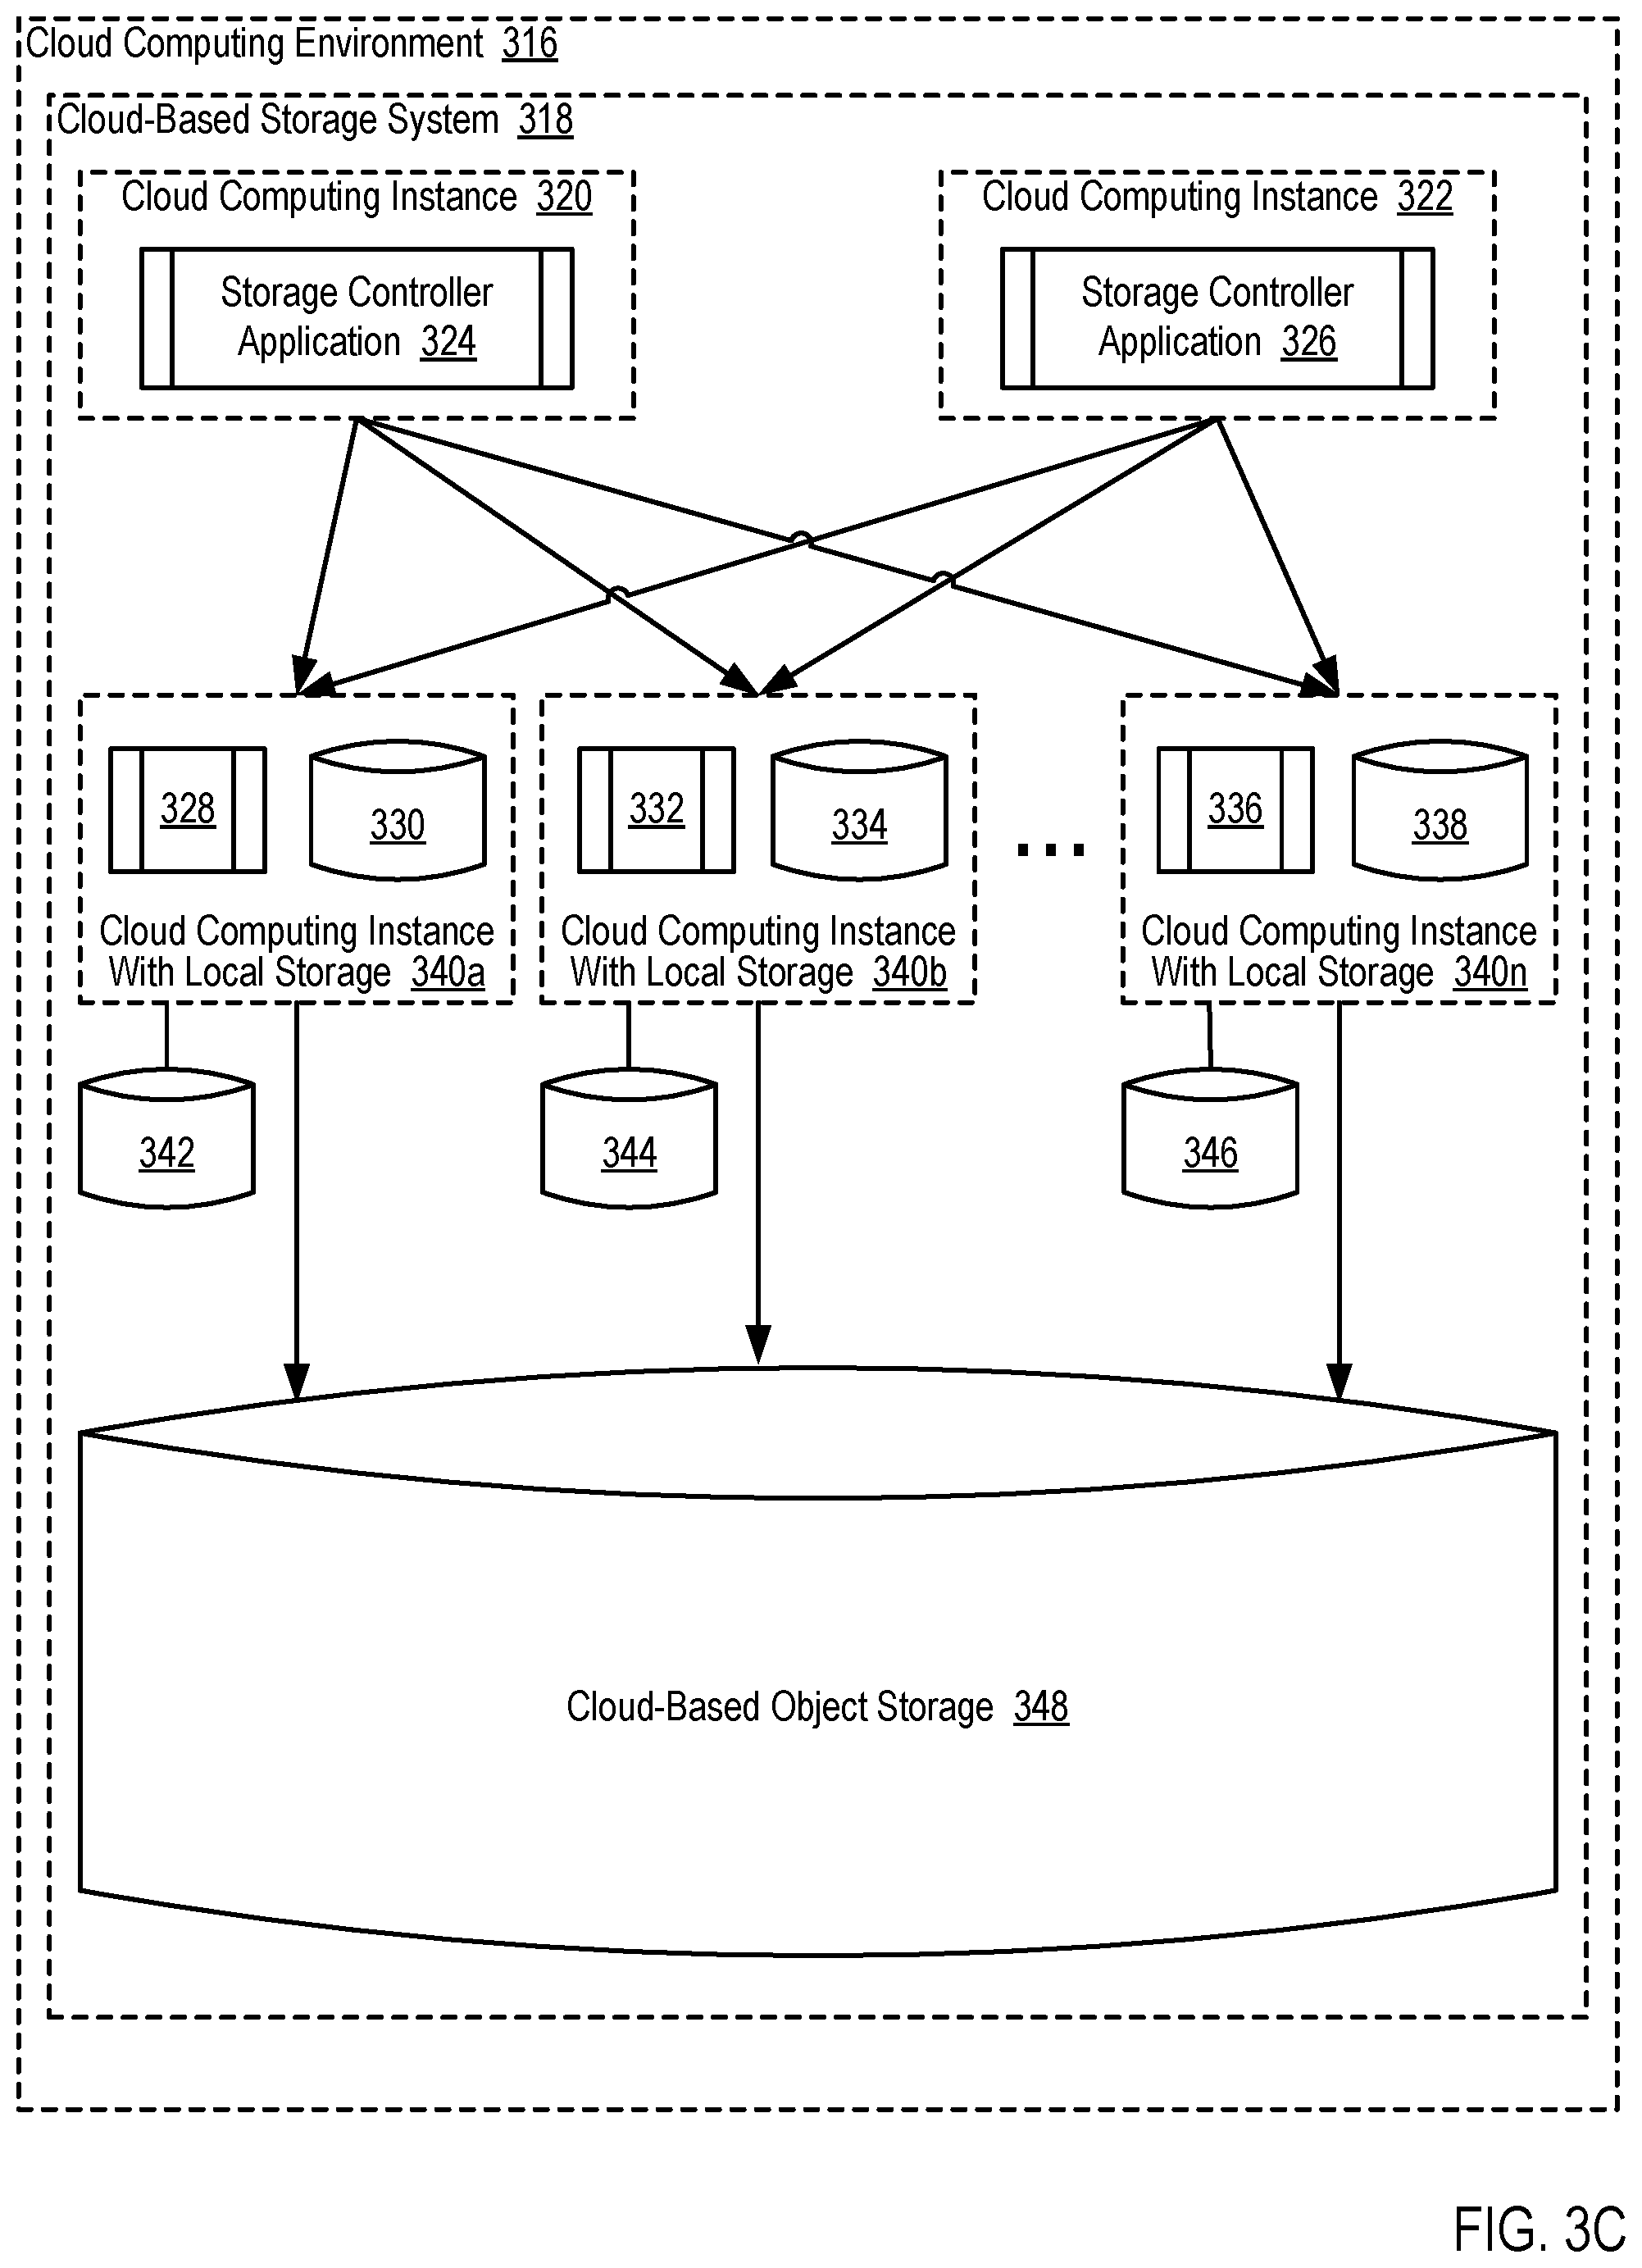 Cloud Computing Environment 316
Cloud-Based Storage System 318
Cloud Computing Instance 320
Storage Controller
Application 324
Cloud Computing Instance 322
Storage Controller
Application 326
328
330
Cloud Computing Instance
With Local Storage 340a
332
334
Cloud Computing Instance
With Local Storage 340b
...
336
338
Cloud Computing Instance
With Local Storage 340n
342
344
346
Cloud-Based Object Storage 348
FIG. 3C